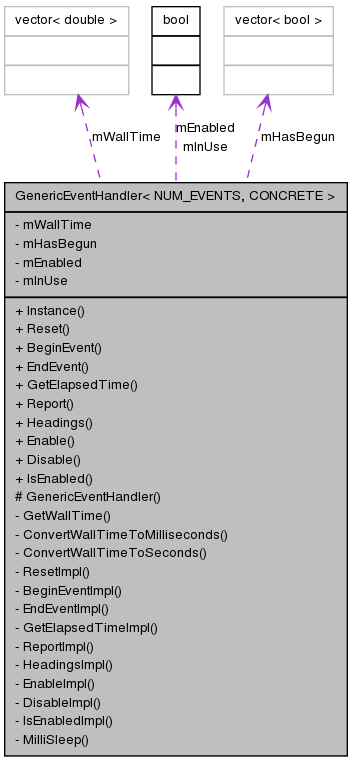 vector< double >
bool
vector< bool >
mWallTime
mEnabled
mInUse
mHasBegun
GenericEventHandler< NUM_EVENTS, CONCRETE >
- mWallTime
- mHasBegun
- mEnabled
- mInUse
+ Instance()
+ Reset()
+ BeginEvent()
+ EndEvent()
+ GetElapsedTime()
+ Report()
+ Headings()
+ Enable()
+ Disable()
+ IsEnabled()
# GenericEventHandler()
- GetWallTime()
- ConvertWallTimeToMilliseconds()
- ConvertWallTimeToSeconds()
- ResetImpl()
- BeginEventImpl()
- EndEventImpl()
- GetElapsedTimeImpl()
- ReportImpl()
- HeadingsImpl()
- EnableImpl()
- DisableImpl()
- IsEnabledImpl()
- MilliSleep()